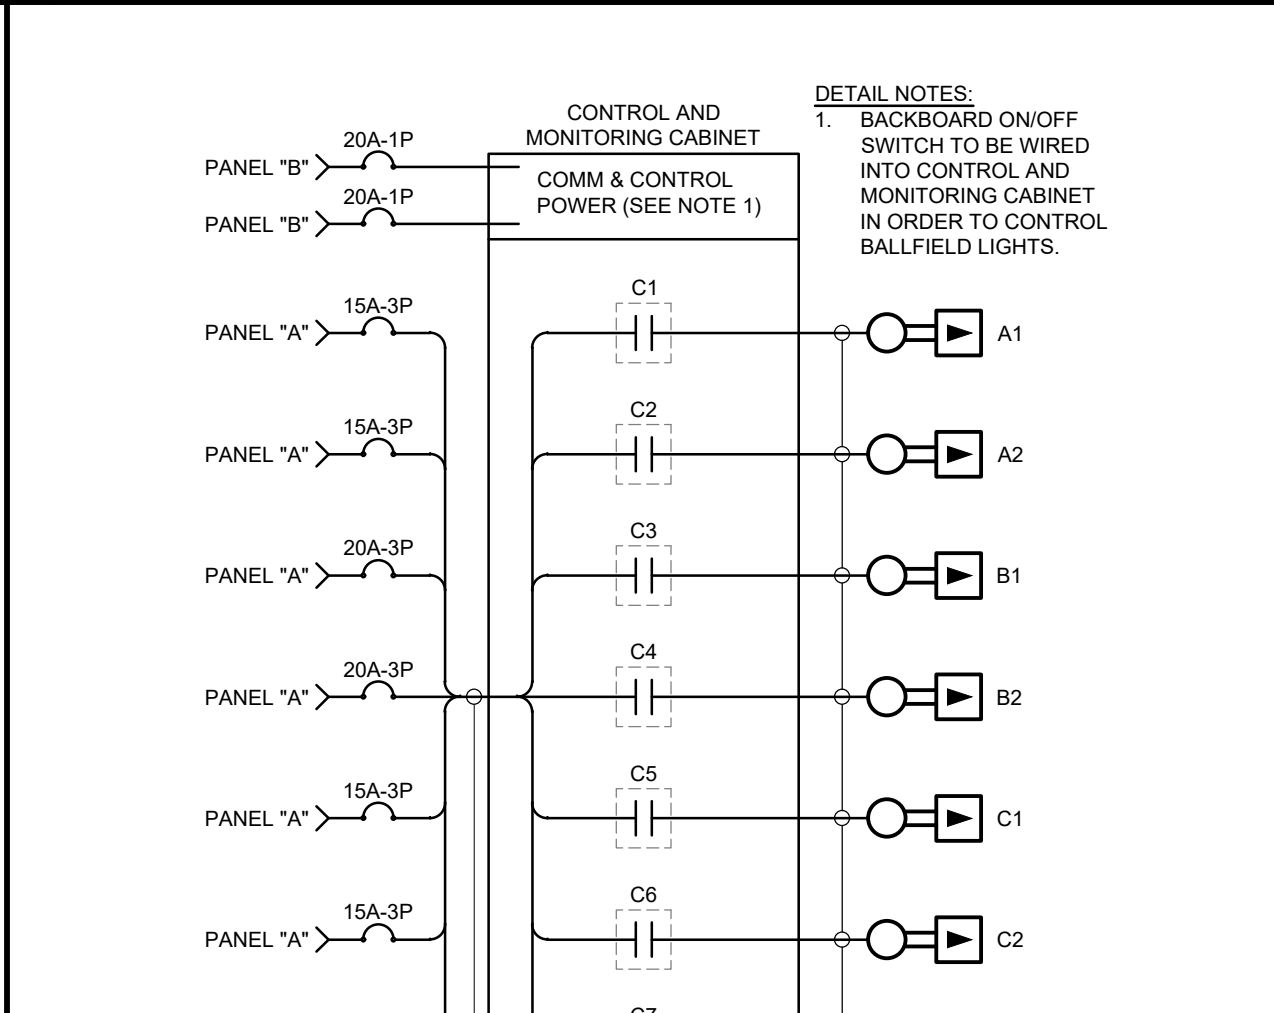 CONTROL AND
MONITORING CABINET
DETAIL NOTES:
1. BACKBOARD ON/OFF
SWITCH TO BE WIRED
INTO CONTROL AND
MONITORING CABINET
IN ORDER TO CONTROL
BALLFIELD LIGHTS.
20A-1P
PANEL "B"
COMM & CONTROL
POWER (SEE NOTE 1)
20A-1P
PANEL "B"
C1
15A-3P
PANEL "A"
A1
C2
15A-3P
PANEL "A"
A2
C3
20A-3P
PANEL "A"
B1
C4
20A-3P
PANEL "A"
B2
C5
15A-3P
PANEL "A"
C1
C6
15A-3P
PANEL "A"
C2